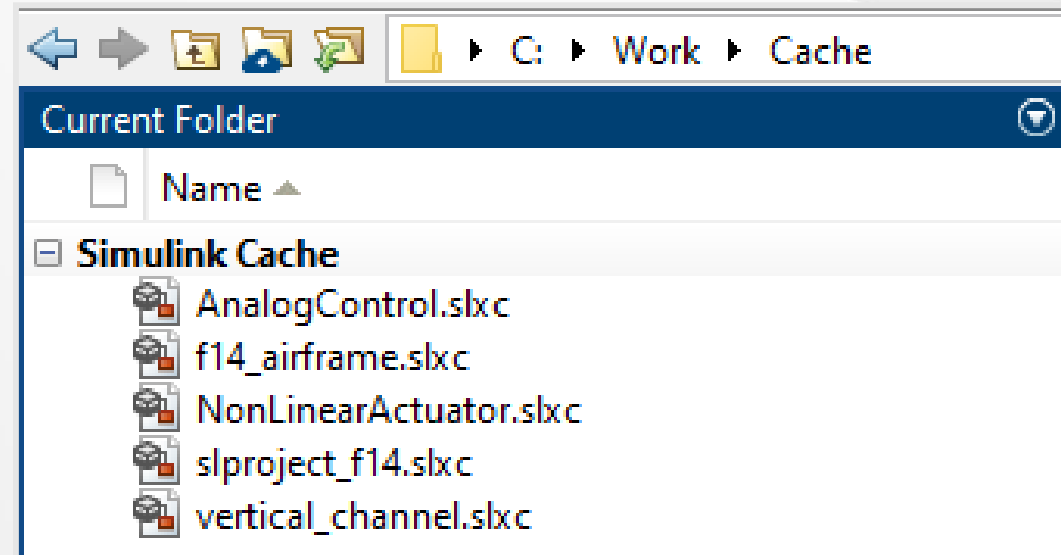 C: Work Cache
Current Folder
Name
Simulink Cache
AnalogControl.slxc
f14_airframe.slxc
NonLinearActuator.slxc
slproject_f14.slxc
vertical_channel.slxc